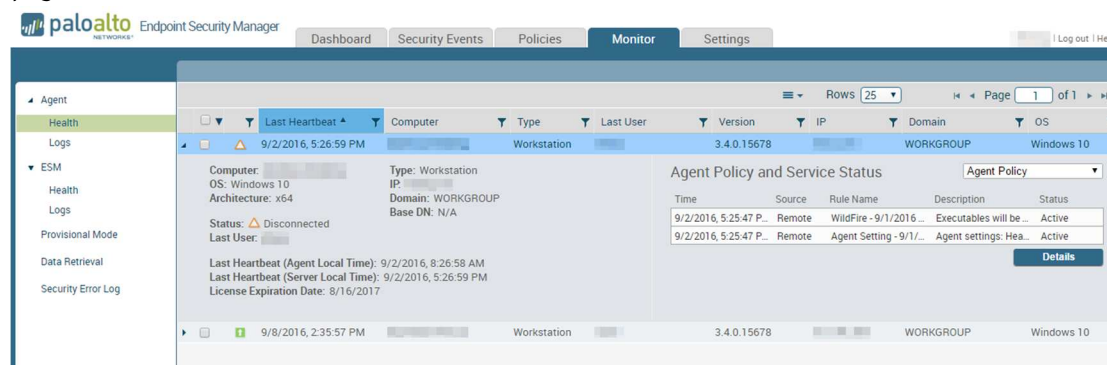 paloalto NETWORKS Endpoint Security Manager
Dashboard Security Events Policies Monitor Settings
| Log out | He
Agent
Health
Logs
ESM
Health
Logs
Provisional Mode
Data Retrieval
Security Error Log
Rows 25 Page 1 of 1
Last Heartbeat Computer Type Last User Version IP Domain OS
9/2/2016, 5:26:59 PM Workstation 3.4.0.15678 WORKGROUP Windows 10
Computer:
OS: Windows 10
Architecture: x64
Status: Disconnected
Last User:
Last Heartbeat (Agent Local Time): 9/2/2016, 8:26:58 AM
Last Heartbeat (Server Local Time): 9/2/2016, 5:26:59 PM
License Expiration Date: 8/16/2017
Type: Workstation
IP:
Domain: WORKGROUP
Base DN: N/A
Agent Policy and Service Status Agent Policy
Time Source Rule Name Description Status
9/2/2016, 5:25:47 P... Remote WildFire - 9/1/2016 ... Executables will be ... Active
9/2/2016, 5:25:47 P... Remote Agent Setting - 9/1/... Agent settings: Hea... Active
Details
9/8/2016, 2:35:57 PM Workstation 3.4.0.15678 WORKGROUP Windows 10